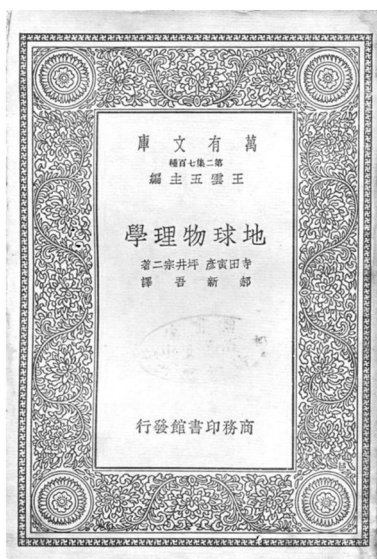 萬有文庫
第二集七百種
王雲五主編
地球物理學
寺田寅彥 坪井宗二著
郝新吾譯
商務印書館發行